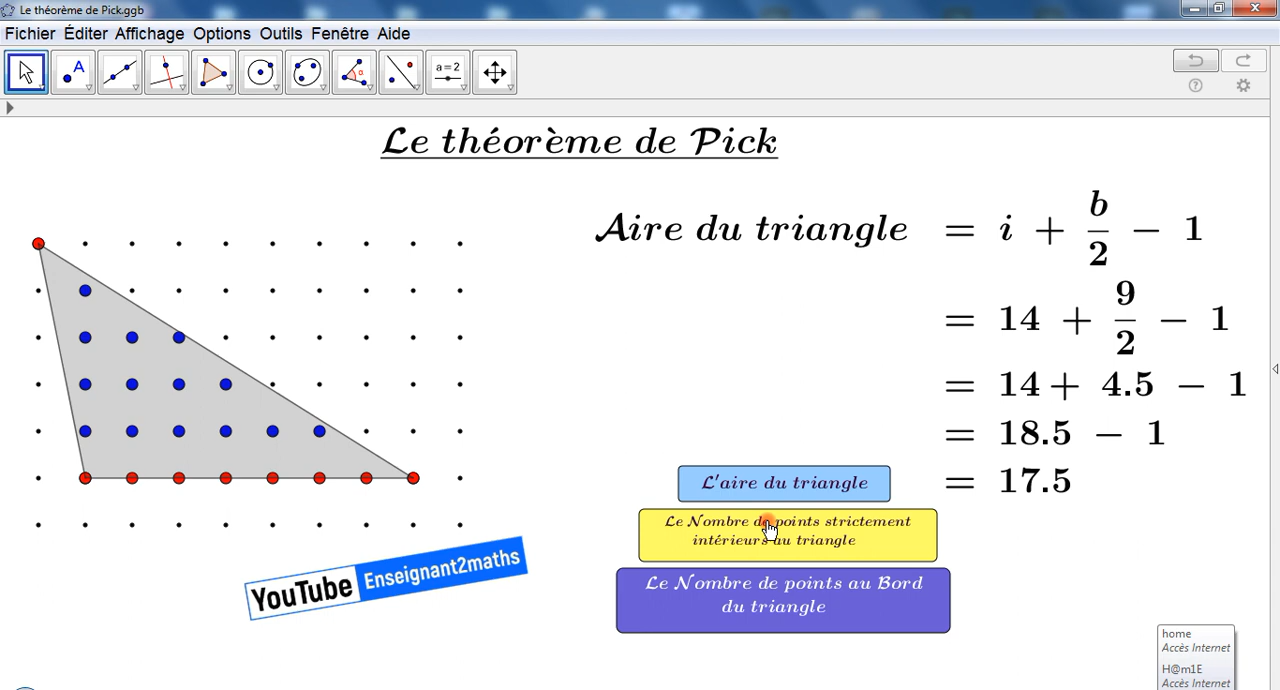 Le théorème de Pick.ggb
Fichier Éditer Affichage Options Outils Fenêtre Aide
A
α
a = 2
Le théorème de Pick
Aire du triangle = i + b/2 − 1
= 14 + 9/2 − 1
= 14 + 4.5 − 1
= 18.5 − 1
= 17.5
L'aire du triangle
Le Nombre de points strictement
intérieurs au triangle
Le Nombre de points au Bord
du triangle
YouTube Enseignant2maths
home
Accès Internet
H@m1E
Accès Internet